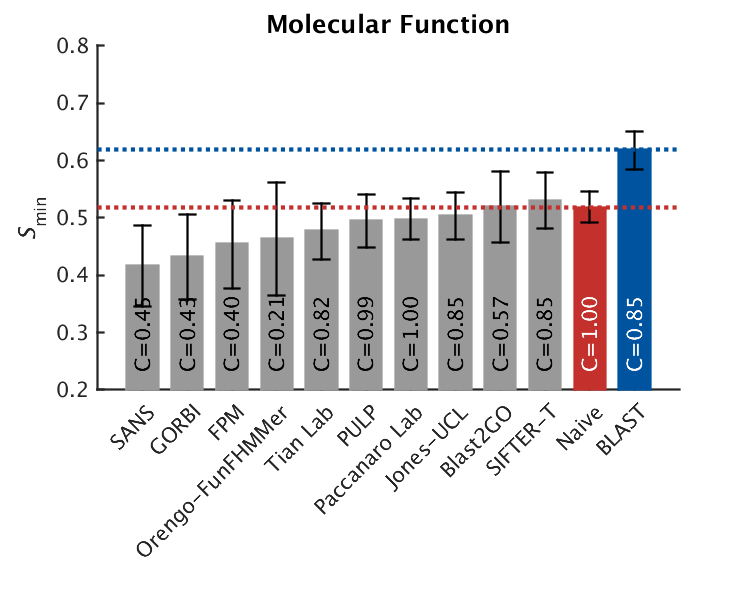 Molecular Function
0.8
0.7
0.6
0.5
0.4
0.3
0.2
Smin
C=0.45
C=0.43
C=0.40
C=0.21
C=0.82
C=0.99
C=1.00
C=0.85
C=0.57
C=0.85
C=1.00
C=0.85
SANS
GORBI
FPM
Orengo-FunFHMMer
Tian Lab
PULP
Paccanaro Lab
Jones-UCL
Blast2GO
SIFTER-T
Naive
BLAST